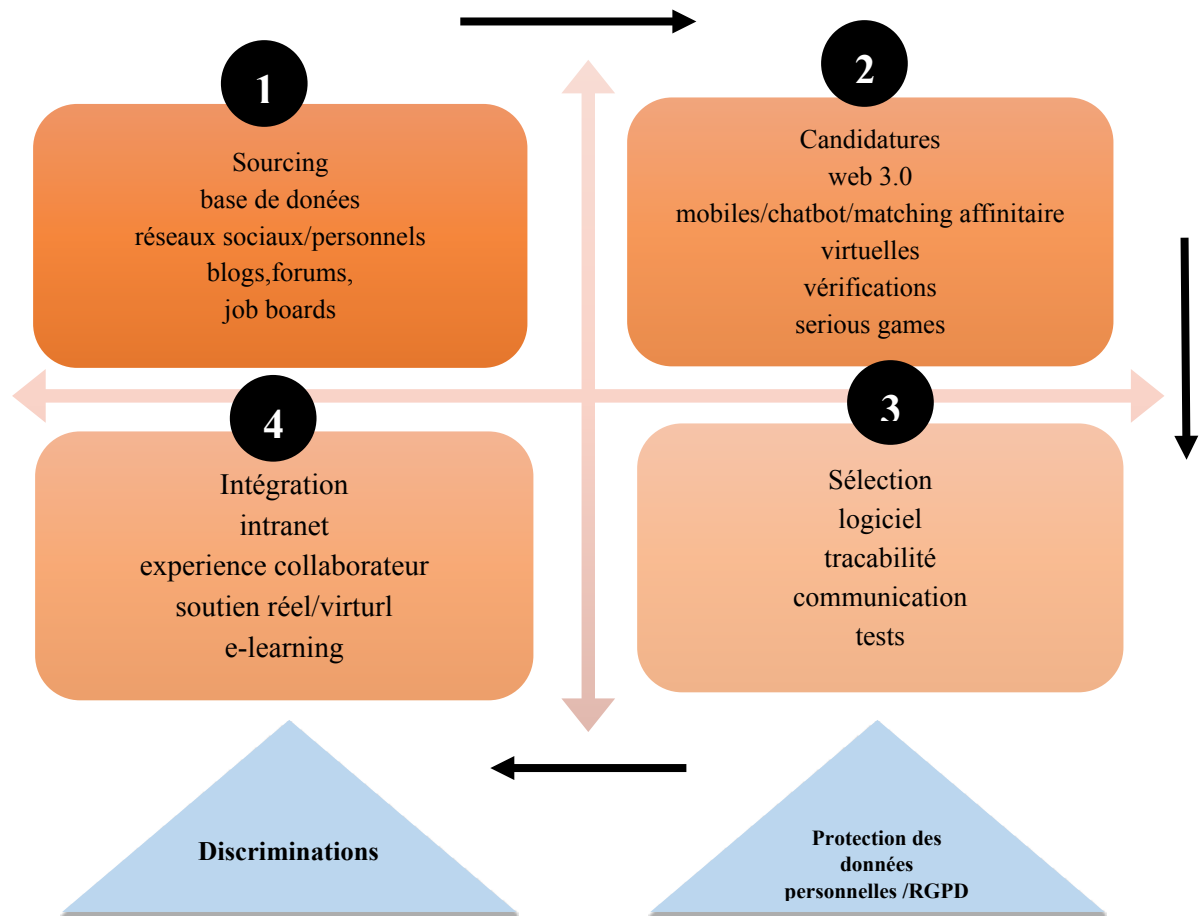 1
Sourcing
base de donées
réseaux sociaux/personnels
blogs,forums,
job boards
2
Candidatures
web 3.0
mobiles/chatbot/matching affinitaire
virtuelles
vérifications
serious games
3
Sélection
logiciel
tracabilité
communication
tests
4
Intégration
intranet
experience collaborateur
soutien réel/virturl
e-learning
Discriminations
Protection des
données
personnelles /RGPD